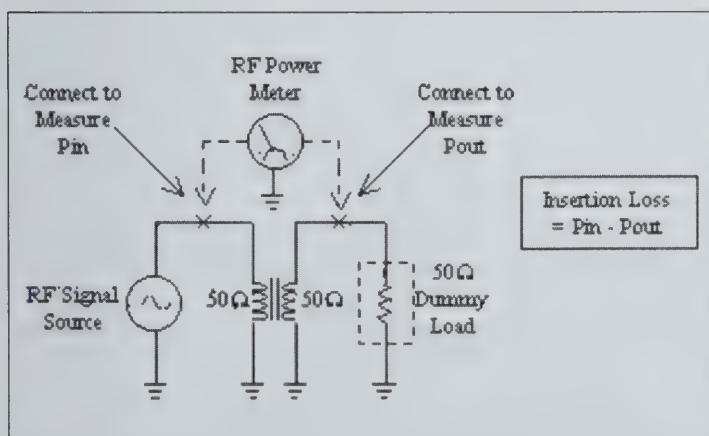 RF Power
Meter
Connect to
Measure
Pin
Connect to
Measure
Pout
Insertion Loss
= Pin - Pout
RF Signal
Source
50Ω
50Ω
50Ω
Dummy
Load